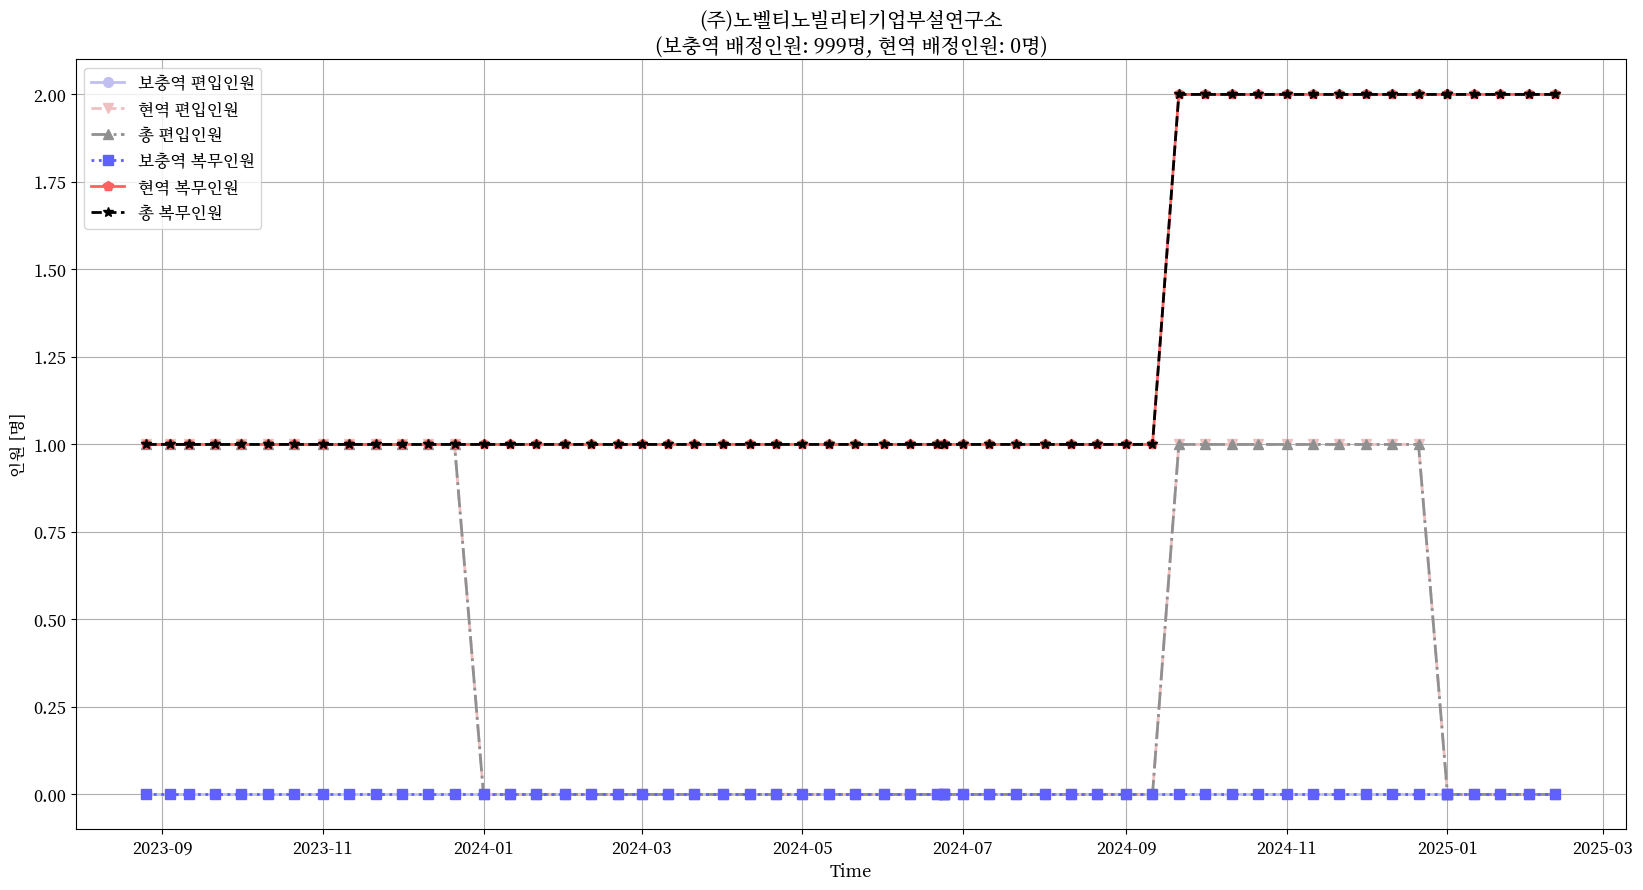 (주)노벨티노빌리티기업부설연구소
(보충역 배정인원: 999명, 현역 배정인원: 0명)
보충역 편입인원
현역 편입인원
총 편입인원
보충역 복무인원
현역 복무인원
총 복무인원
2.00
1.75
1.50
1.25
1.00
0.75
0.50
0.25
0.00
인원 [명]
2023-09
2023-11
2024-01
2024-03
2024-05
2024-07
2024-09
2024-11
2025-01
2025-03
Time